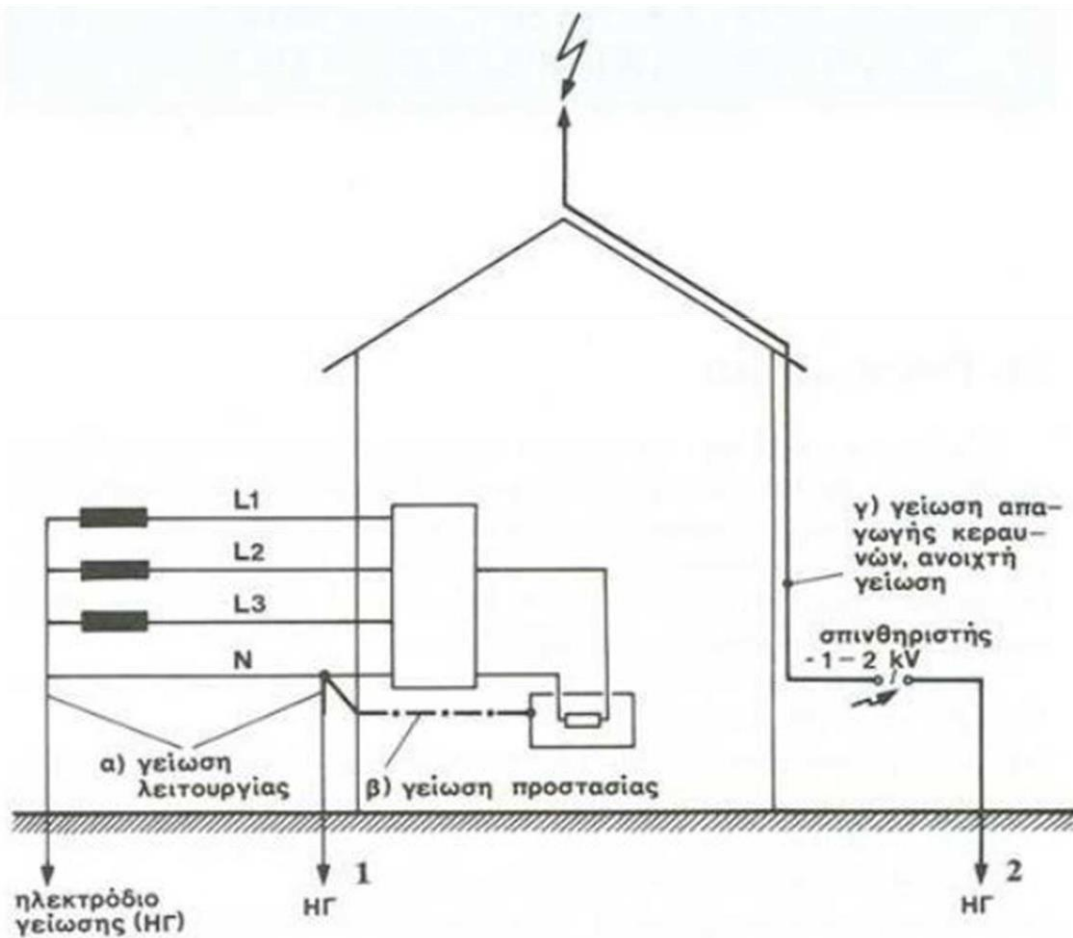 L1
L2
L3
N
γ) γείωση απα-
γωγής κεραυ-
νών, ανοιχτή
γείωση
σπινθηριστής
-1-2 kV
α) γείωση
λειτουργίας
β) γείωση προστασίας
1
2
ηλεκτρόδιο
γείωσης (ΗΓ)
ΗΓ
ΗΓ